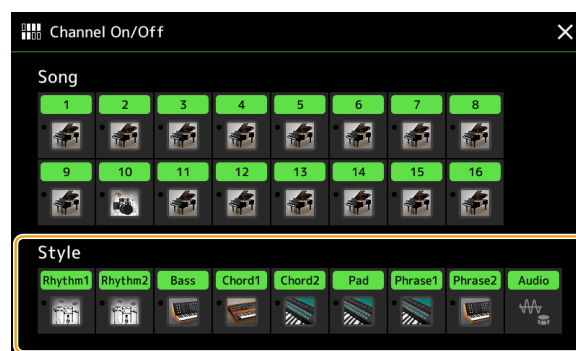 Channel On/Off
Song
1 2 3 4 5 6 7 8
9 10 11 12 13 14 15 16
Style
Rhythm1 Rhythm2 Bass Chord1 Chord2 Pad Phrase1 Phrase2 Audio